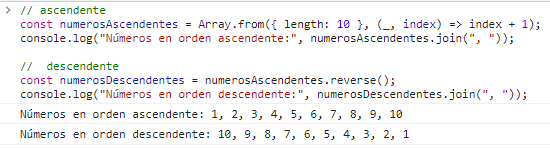 // ascendente
const numerosAscendentes = Array.from({ length: 10 }, (_, index) => index + 1);
console.log("Números en orden ascendente:", numerosAscendentes.join(", "));
//  descendente
const numerosDescendentes = numerosAscendentes.reverse();
console.log("Números en orden descendente:", numerosDescendentes.join(", "));
Números en orden ascendente: 1, 2, 3, 4, 5, 6, 7, 8, 9, 10
Números en orden descendente: 10, 9, 8, 7, 6, 5, 4, 3, 2, 1